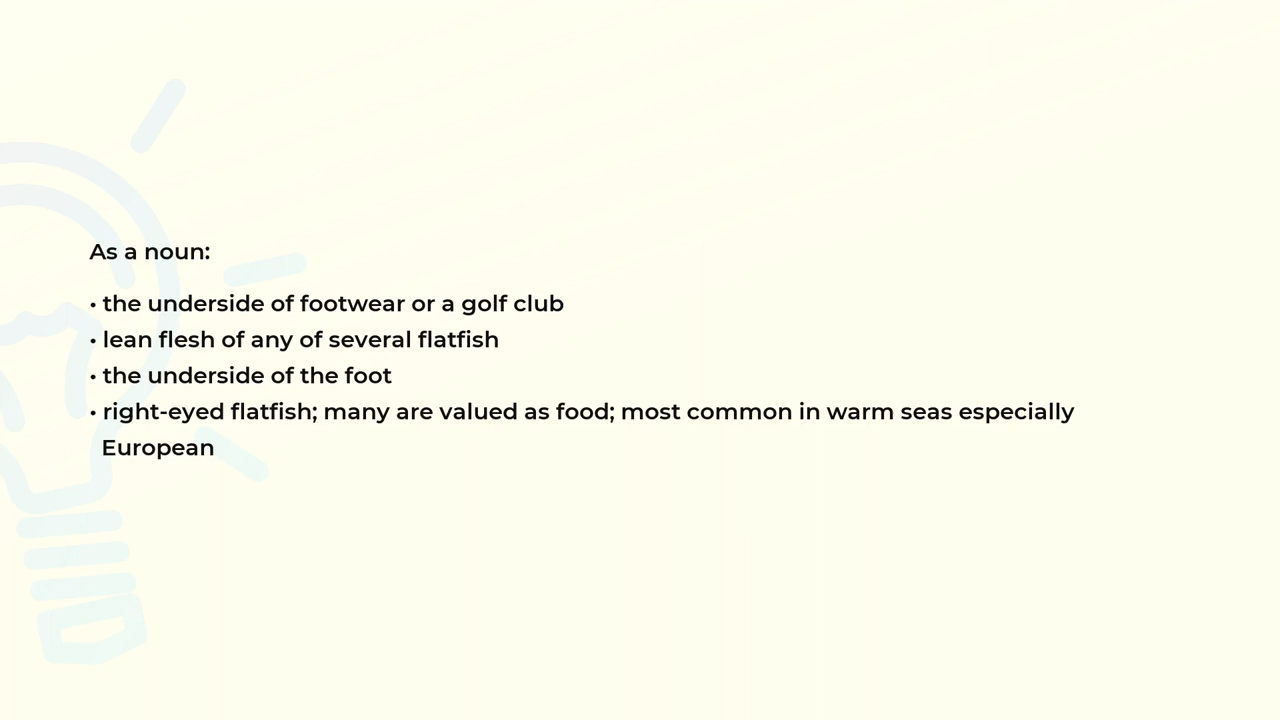 As a noun:
• the underside of footwear or a golf club
• lean flesh of any of several flatfish
• the underside of the foot
• right-eyed flatfish; many are valued as food; most common in warm seas especially
European